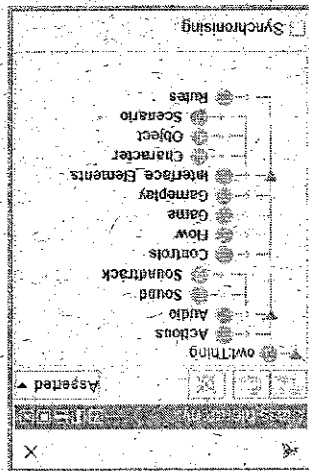 Asserted
owl:Thing
Actions
Audio
Sound
Soundtrack
Controls
Flow
Game
Gameplay
Interface_Elements
Character
Object
Scenario
Rules
Synchronising